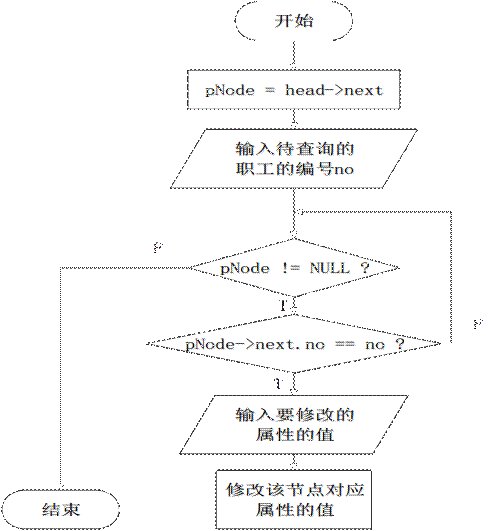 开始
pNode = head->next
输入待查询的
职工的编号no
F
pNode != NULL ?
T
F
pNode->next.no == no ?
T
输入要修改的
属性的值
修改该节点对应
属性的值
结束